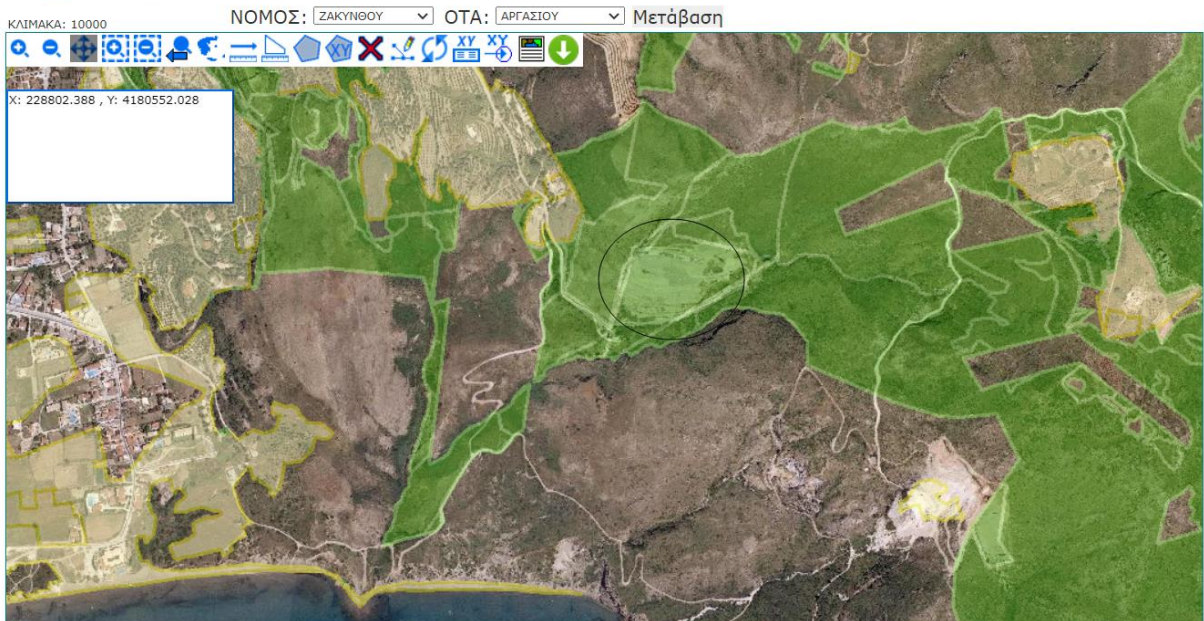 ΚΛΙΜΑΚΑ: 10000
ΝΟΜΟΣ: ΖΑΚΥΝΘΟΥ ΟΤΑ: ΑΡΓΑΣΙΟΥ Μετάβαση
XY XY XY
X: 228802.388 , Y: 4180552.028